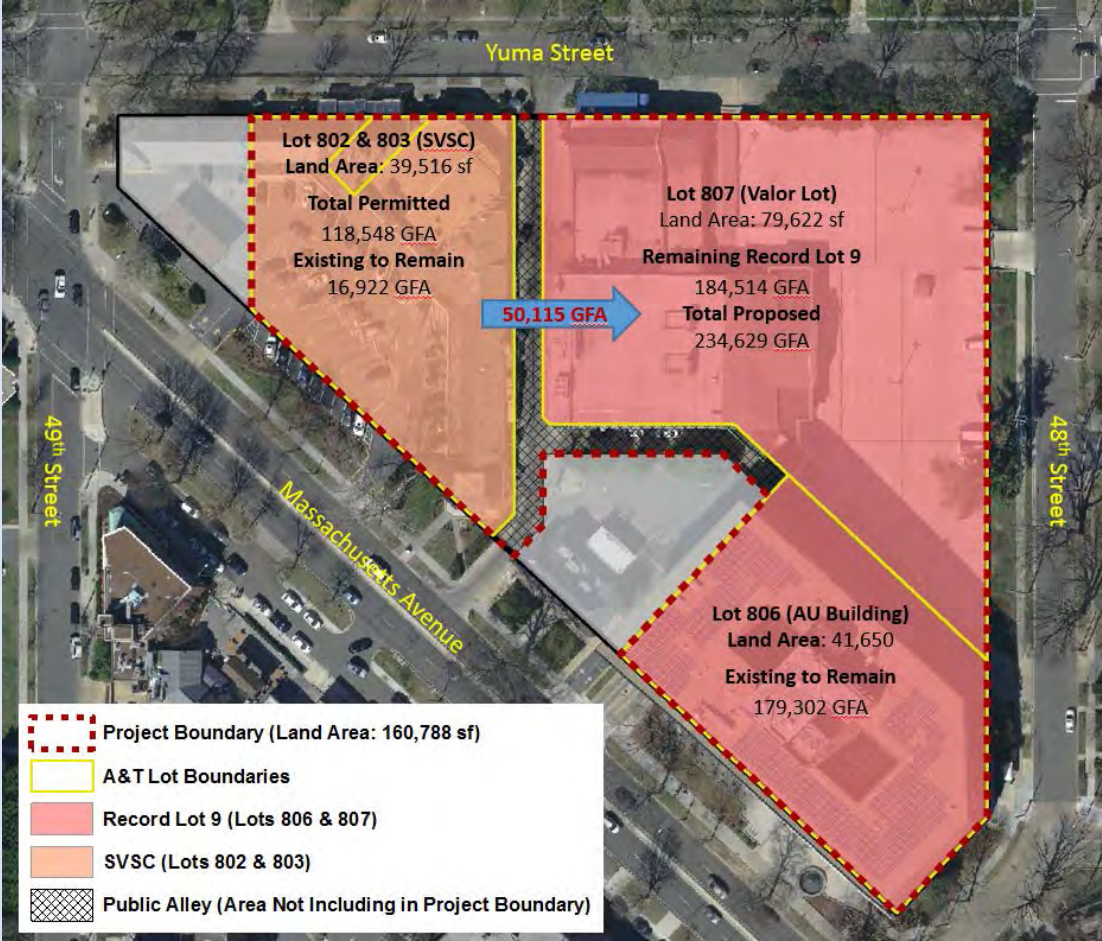 Yuma Street
Lot 802 & 803 (SVSC)
Land Area: 39,516 sf
Total Permitted
118,548 GFA
Existing to Remain
16,922 GFA
50,115 GFA
Lot 807 (Valor Lot)
Land Area: 79,622 sf
Remaining Record Lot 9
184,514 GFA
Total Proposed
234,629 GFA
49th Street
48th Street
Massachusetts Avenue
Lot 806 (AU Building)
Land Area: 41,650
Existing to Remain
179,302 GFA
Project Boundary (Land Area: 160,788 sf)
A&T Lot Boundaries
Record Lot 9 (Lots 806 & 807)
SVSC (Lots 802 & 803)
Public Alley (Area Not Including in Project Boundary)